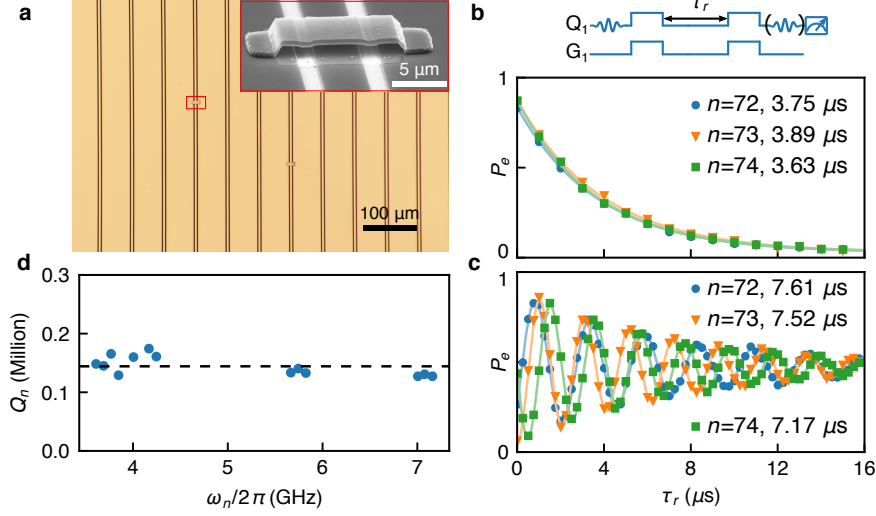 a
5 μm
100 μm
b
τr
Q1
( )
G1
1
Pe
n=72, 3.75 μs
n=73, 3.89 μs
n=74, 3.63 μs
0
1
c
1
Pe
n=72, 7.61 μs
n=73, 7.52 μs
n=74, 7.17 μs
0
0 4 8 12 16
τr (μs)
d
0.3
0.2
0.1
0.0
Qn (Million)
4 5 6 7
ωn/2π (GHz)